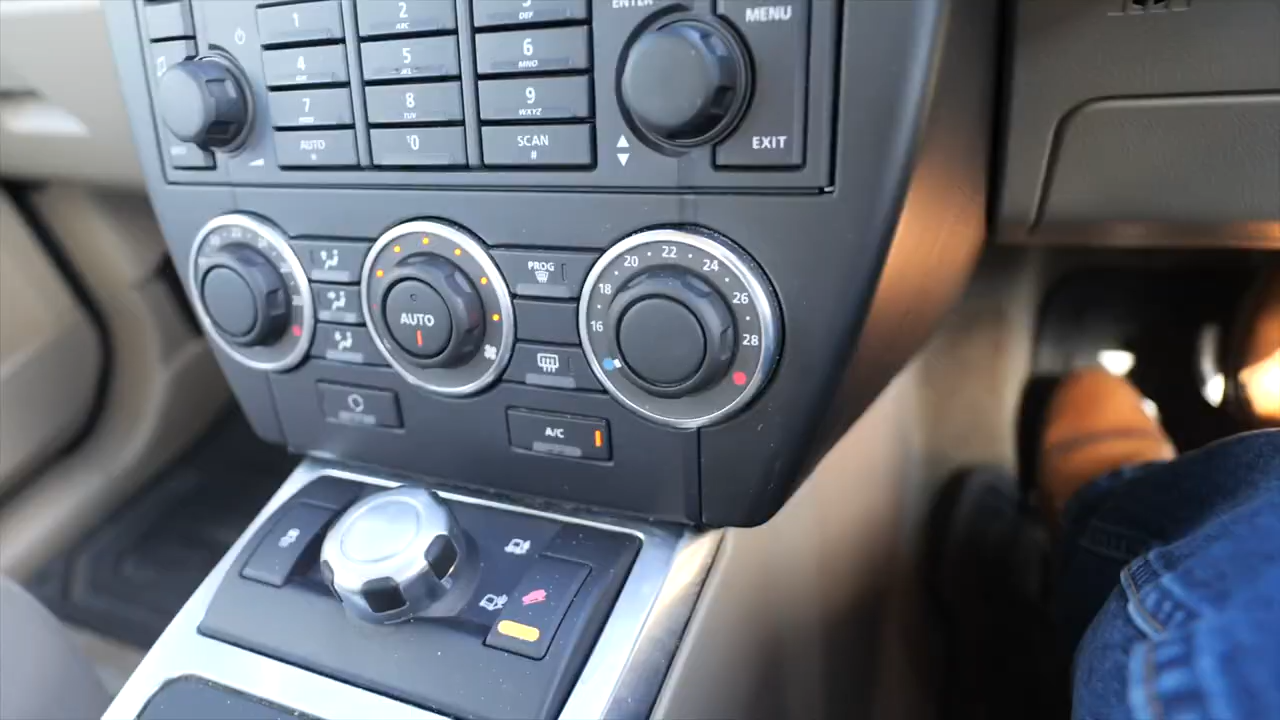 ENTER
MENU
1
2
ABC
3
DEF
4
GHI
5
JKL
6
MNO
7
8
TUV
9
WXYZ
AUTO
*
0
SCAN
#
EXIT
PROG
20
22
24
18
26
16
28
AUTO
A/C